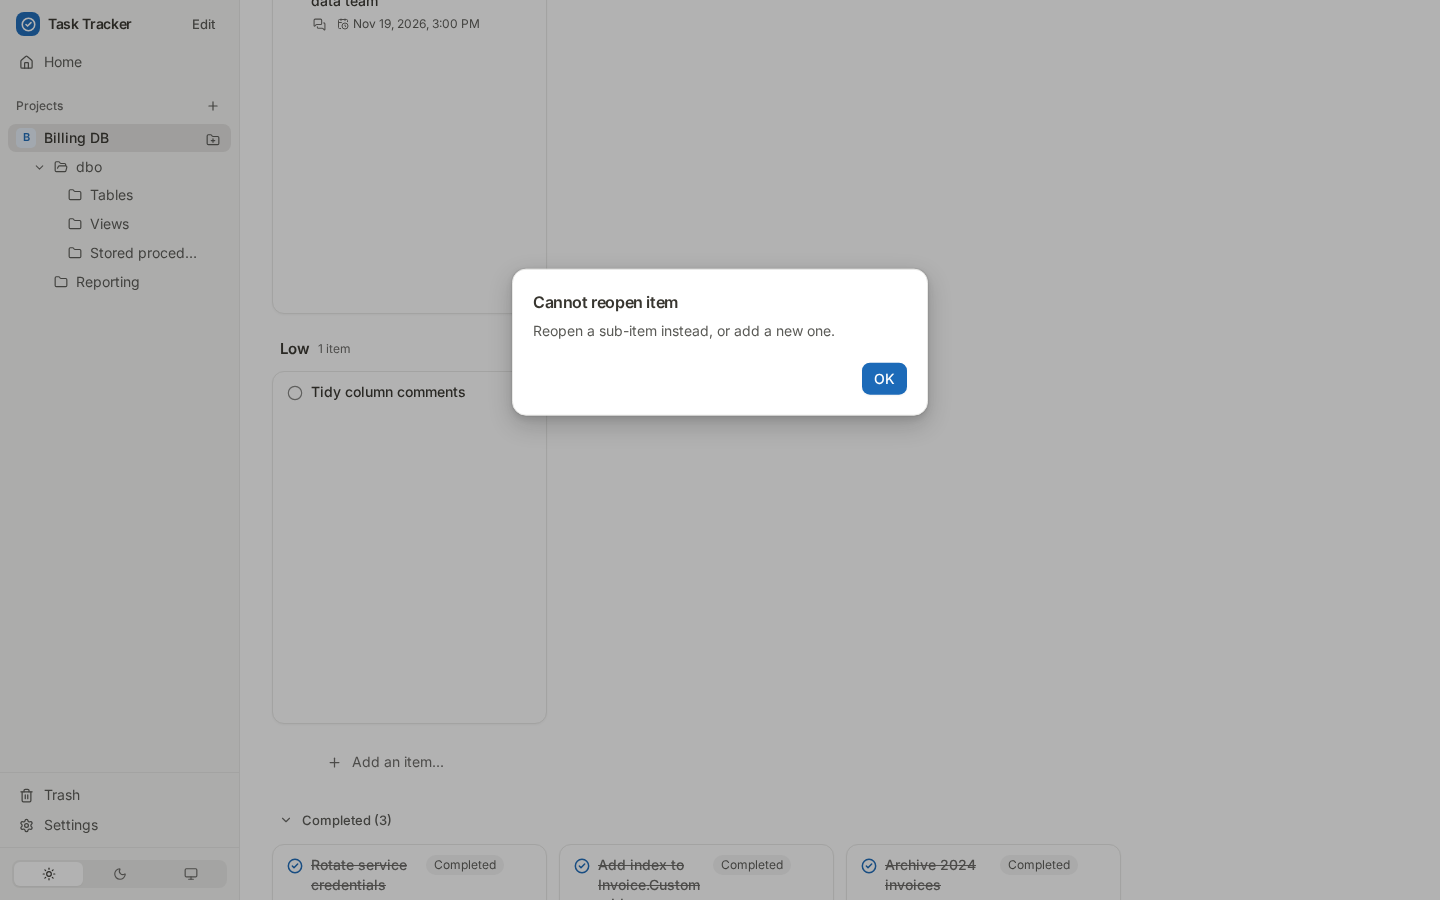 Task Tracker
Edit
Home
Projects
B
Billing DB
dbo
Tables
Views
Stored proced...
Reporting
Trash
Settings
data team
Nov 19, 2026, 3:00 PM
Low 1 item
Tidy column comments
Add an item...
Completed (3)
Rotate service
credentials
Completed
Add index to
Invoice.Custom
Completed
Archive 2024
invoices
Completed
Cannot reopen item
Reopen a sub-item instead, or add a new one.
OK